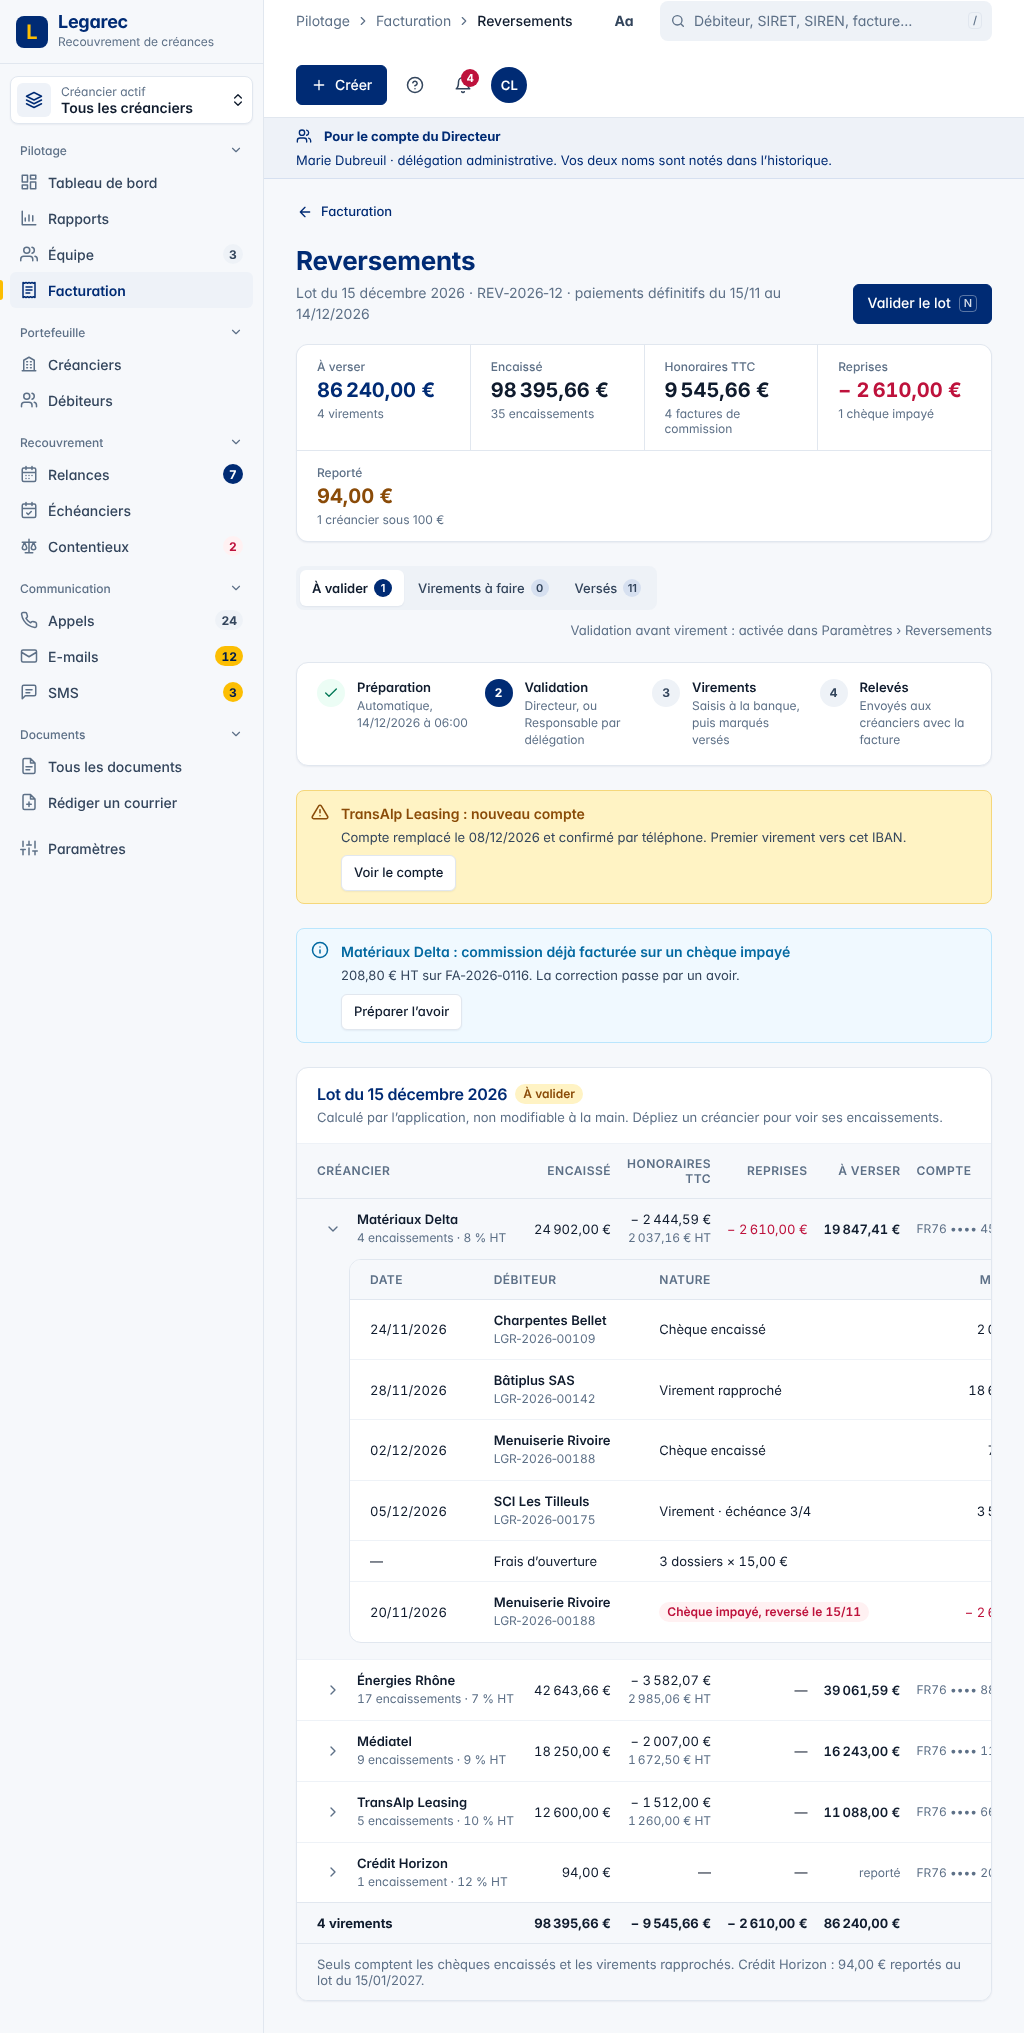 L
Legarec
Recouvrement de créances
Pilotage
Facturation
Reversements
Aa
Débiteur, SIRET, SIREN, facture...
/
Créer
4
CL
Créancier actif
Tous les créanciers
Pilotage
Tableau de bord
Rapports
Équipe 3
Facturation
Portefeuille
Créanciers
Débiteurs
Recouvrement
Relances 7
Échéanciers
Contentieux 2
Communication
Appels 24
E-mails 12
SMS 3
Documents
Tous les documents
Rédiger un courrier
Paramètres
Pour le compte du Directeur
Marie Dubreuil · délégation administrative. Vos deux noms sont notés dans l’historique.
Facturation
Reversements
Lot du 15 décembre 2026 · REV-2026-12 · paiements définitifs du 15/11 au
14/12/2026
Valider le lot N
À verser
86 240,00 €
4 virements
Encaissé
98 395,66 €
35 encaissements
Honoraires TTC
9 545,66 €
4 factures de
commission
Reprises
− 2 610,00 €
1 chèque impayé
Reporté
94,00 €
1 créancier sous 100 €
À valider 1
Virements à faire 0
Versés 11
Validation avant virement : activée dans Paramètres › Reversements
Préparation
Automatique,
14/12/2026 à 06:00
2
Validation
Directeur, ou
Responsable par
délégation
3
Virements
Saisis à la banque,
puis marqués
versés
4
Relevés
Envoyés aux
créanciers avec la
facture
TransAlp Leasing : nouveau compte
Compte remplacé le 08/12/2026 et confirmé par téléphone. Premier virement vers cet IBAN.
Voir le compte
Matériaux Delta : commission déjà facturée sur un chèque impayé
208,80 € HT sur FA-2026-0116. La correction passe par un avoir.
Préparer l’avoir
Lot du 15 décembre 2026 À valider
Calculé par l’application, non modifiable à la main. Dépliez un créancier pour voir ses encaissements.
CRÉANCIER ENCAISSÉ HONORAIRES TTC REPRISES À VERSER COMPTE
Matériaux Delta
4 encaissements · 8 % HT
24 902,00 €
− 2 444,59 €
2 037,16 € HT
− 2 610,00 €
19 847,41 €
FR76 •••• 45
DATE DÉBITEUR NATURE M
24/11/2026 Charpentes Bellet Chèque encaissé 2 0
LGR-2026-00109
28/11/2026 Bâtiplus SAS Virement rapproché 18 6
LGR-2026-00142
02/12/2026 Menuiserie Rivoire Chèque encaissé
LGR-2026-00188
05/12/2026 SCI Les Tilleuls Virement · échéance 3/4 3 5
LGR-2026-00175
— Frais d’ouverture 3 dossiers × 15,00 €
20/11/2026 Menuiserie Rivoire Chèque impayé, reversé le 15/11 − 2 6
LGR-2026-00188
Énergies Rhône
17 encaissements · 7 % HT
42 643,66 €
− 3 582,07 €
2 985,06 € HT
—
39 061,59 €
FR76 •••• 88
Médiatel
9 encaissements · 9 % HT
18 250,00 €
− 2 007,00 €
1 672,50 € HT
—
16 243,00 €
FR76 •••• 11
TransAlp Leasing
5 encaissements · 10 % HT
12 600,00 €
− 1 512,00 €
1 260,00 € HT
—
11 088,00 €
FR76 •••• 66
Crédit Horizon
1 encaissement · 12 % HT
94,00 €
—
—
reporté
FR76 •••• 20
4 virements 98 395,66 € − 9 545,66 € − 2 610,00 € 86 240,00 €
Seuls comptent les chèques encaissés et les virements rapprochés. Crédit Horizon : 94,00 € reportés au
lot du 15/01/2027.